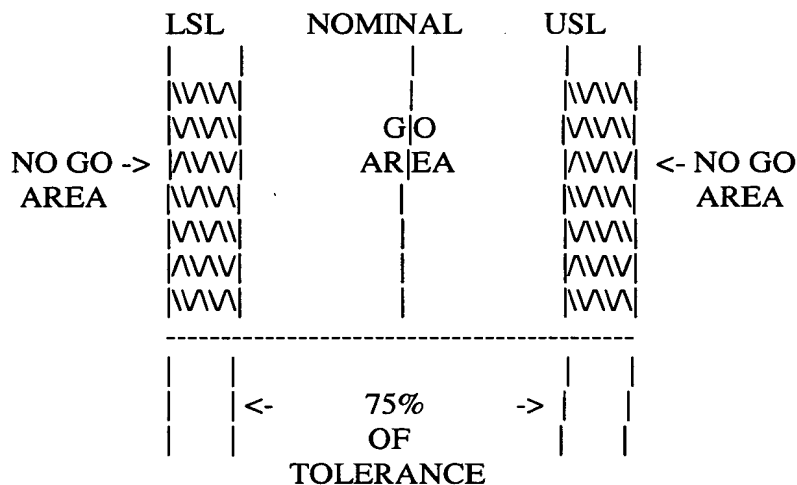 LSL NOMINAL USL
GO
NO GO -> AREA <- NO GO
AREA AREA
<- 75% ->
OF
TOLERANCE